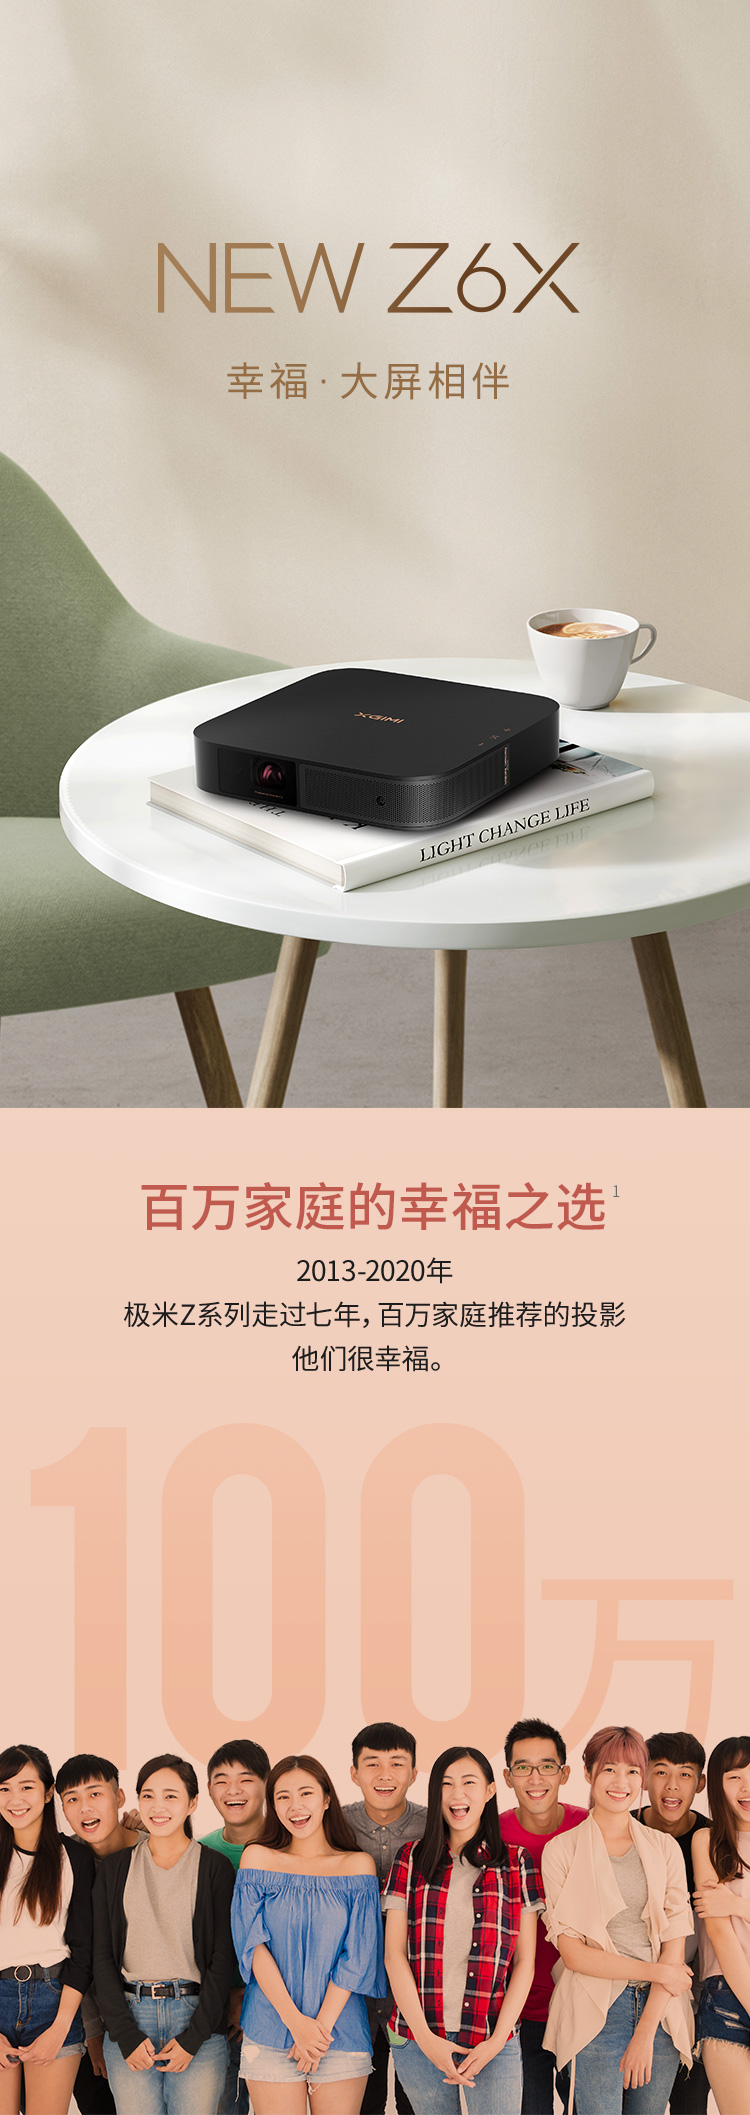 NEW Z6X
幸福·大屏相伴
XGIMI
LIGHT CHANGE LIFE
百万家庭的幸福之选1
2013-2020年
极米Z系列走过七年，百万家庭推荐的投影
他们很幸福。
100万